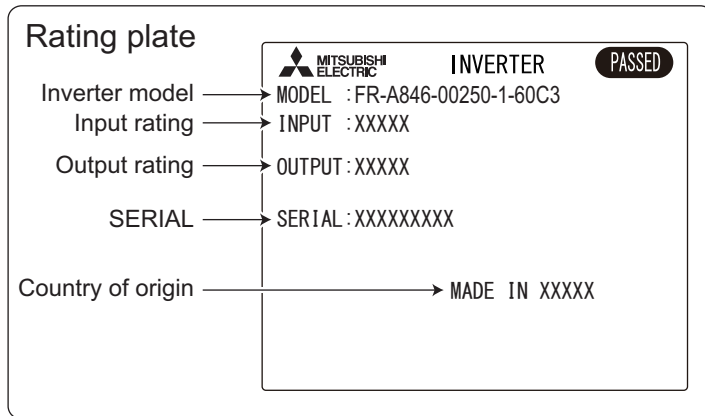 Rating plate
MITSUBISHI ELECTRIC INVERTER PASSED
Inverter model MODEL :FR-A846-00250-1-60C3
Input rating INPUT :XXXXX
Output rating OUTPUT:XXXXX
SERIAL SERIAL:XXXXXXXXX
Country of origin MADE IN XXXXX